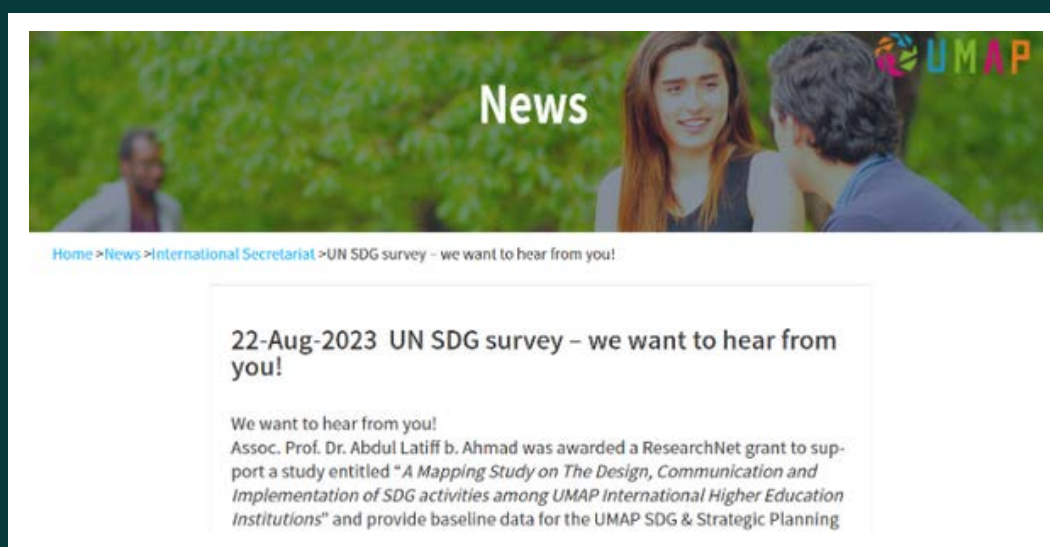 UMAP
News
Home >News >International Secretariat >UN SDG survey – we want to hear from you!
22-Aug-2023 UN SDG survey – we want to hear from
you!
We want to hear from you!
Assoc. Prof. Dr. Abdul Latiff b. Ahmad was awarded a ResearchNet grant to sup-
port a study entitled “A Mapping Study on The Design, Communication and
Implementation of SDG activities among UMAP International Higher Education
Institutions” and provide baseline data for the UMAP SDG & Strategic Planning